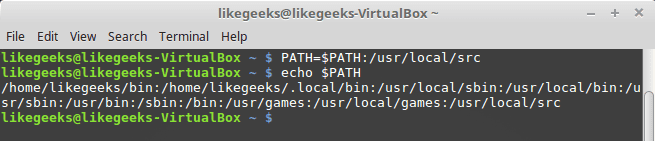 likegeeks@likegeeks-VirtualBox ~
File Edit View Search Terminal Help
likegeeks@likegeeks-VirtualBox ~ $ PATH=$PATH:/usr/local/src
likegeeks@likegeeks-VirtualBox ~ $ echo $PATH
/home/likegeeks/bin:/home/likegeeks/.local/bin:/usr/local/sbin:/usr/local/bin:/u
sr/sbin:/usr/bin:/sbin:/bin:/usr/games:/usr/local/games:/usr/local/src
likegeeks@likegeeks-VirtualBox ~ $